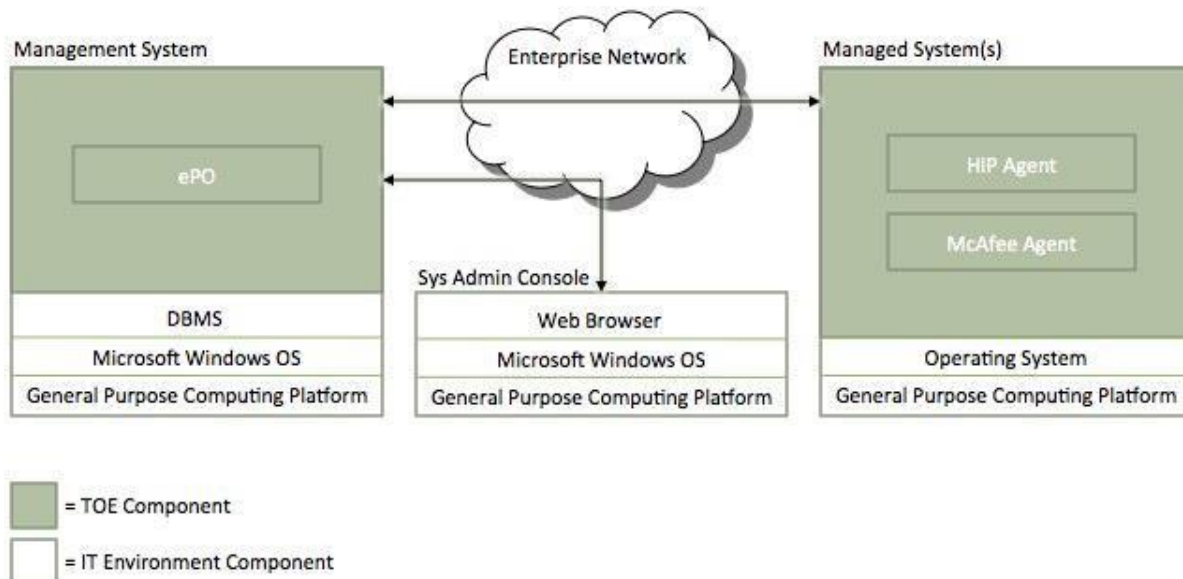 Management System
Enterprise Network
Managed System(s)
ePO
HIP Agent
McAfee Agent
Sys Admin Console
DBMS
Microsoft Windows OS
General Purpose Computing Platform
Web Browser
Microsoft Windows OS
General Purpose Computing Platform
Operating System
General Purpose Computing Platform
= TOE Component
= IT Environment Component